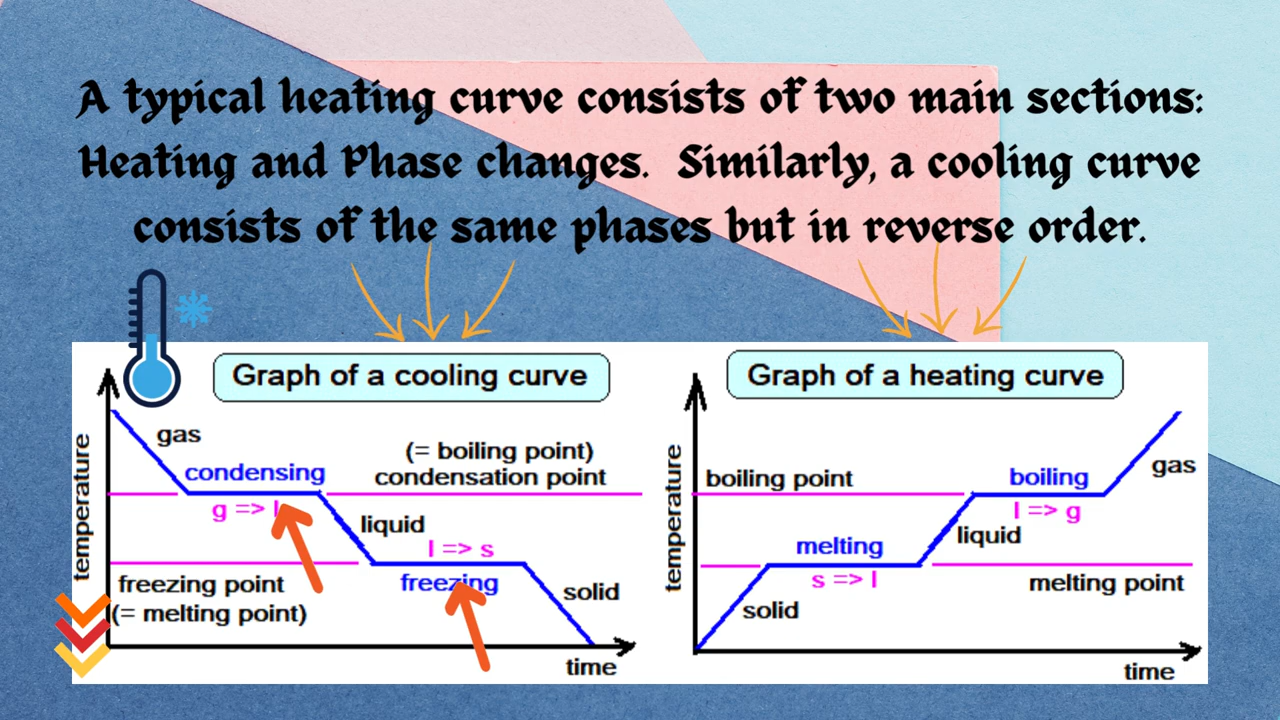 A typical heating curve consists of two main sections:
Heating and Phase changes. Similarly, a cooling curve
consists of the same phases but in reverse order.
Graph of a cooling curve
temperature
gas
condensing
g => l
(= boiling point)
condensation point
liquid
l => s
freezing
freezing point
(= melting point)
solid
time
Graph of a heating curve
temperature
boiling point
boiling
l => g
gas
liquid
melting
s => l
melting point
solid
time